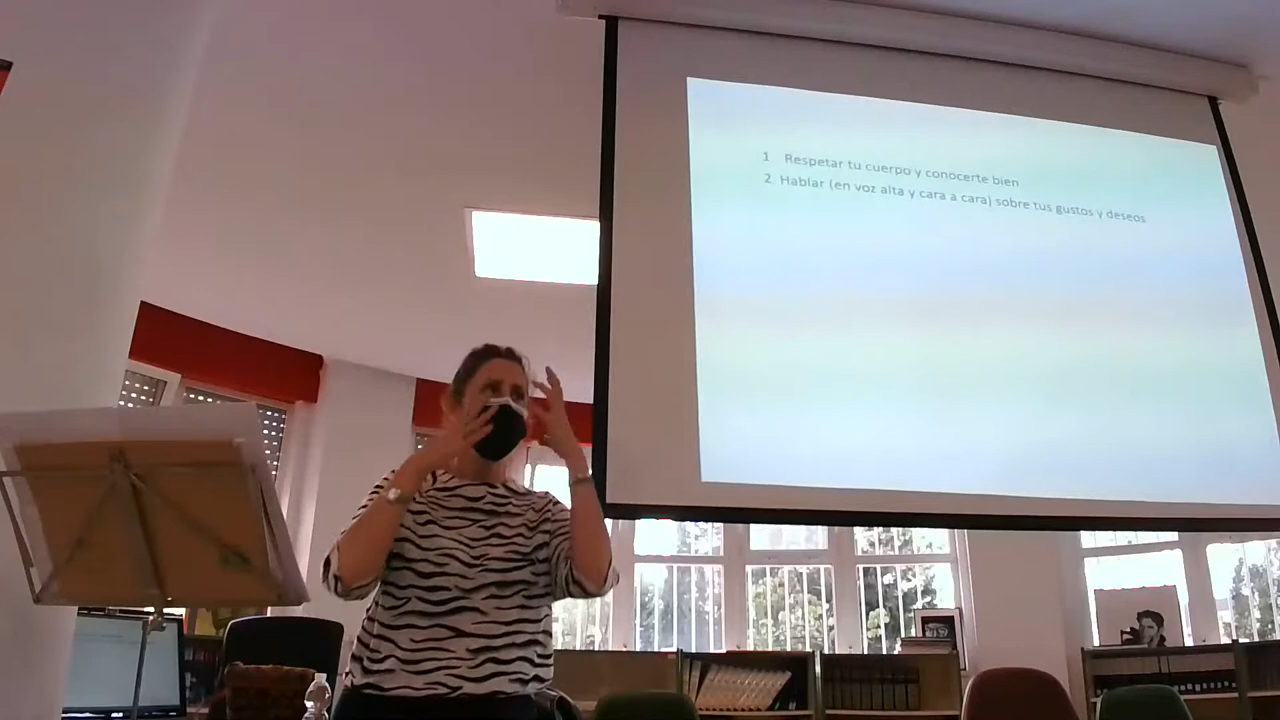 1 Respetar tu cuerpo y conocerte bien
2 Hablar (en voz alta y cara a cara) sobre tus gustos y deseos